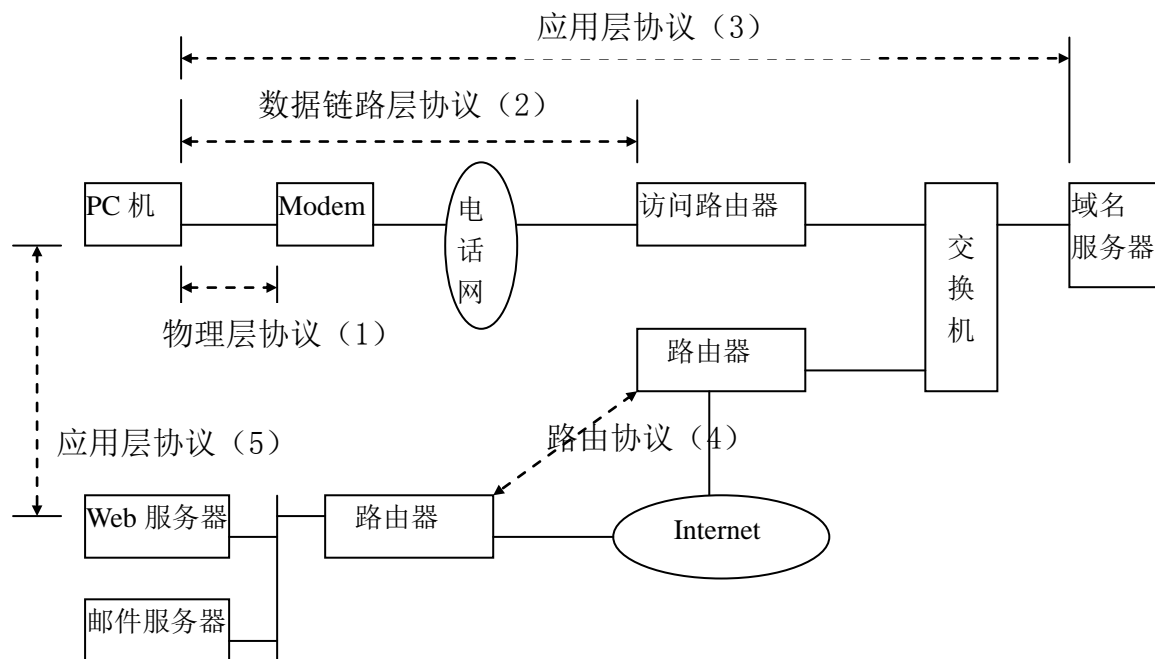 应用层协议（3）
数据链路层协议（2）
PC 机
Modem
电
话
网
访问路由器
交
换
机
域名
服务器
物理层协议（1）
路由器
应用层协议（5）
路由协议（4）
Web 服务器
路由器
Internet
邮件服务器